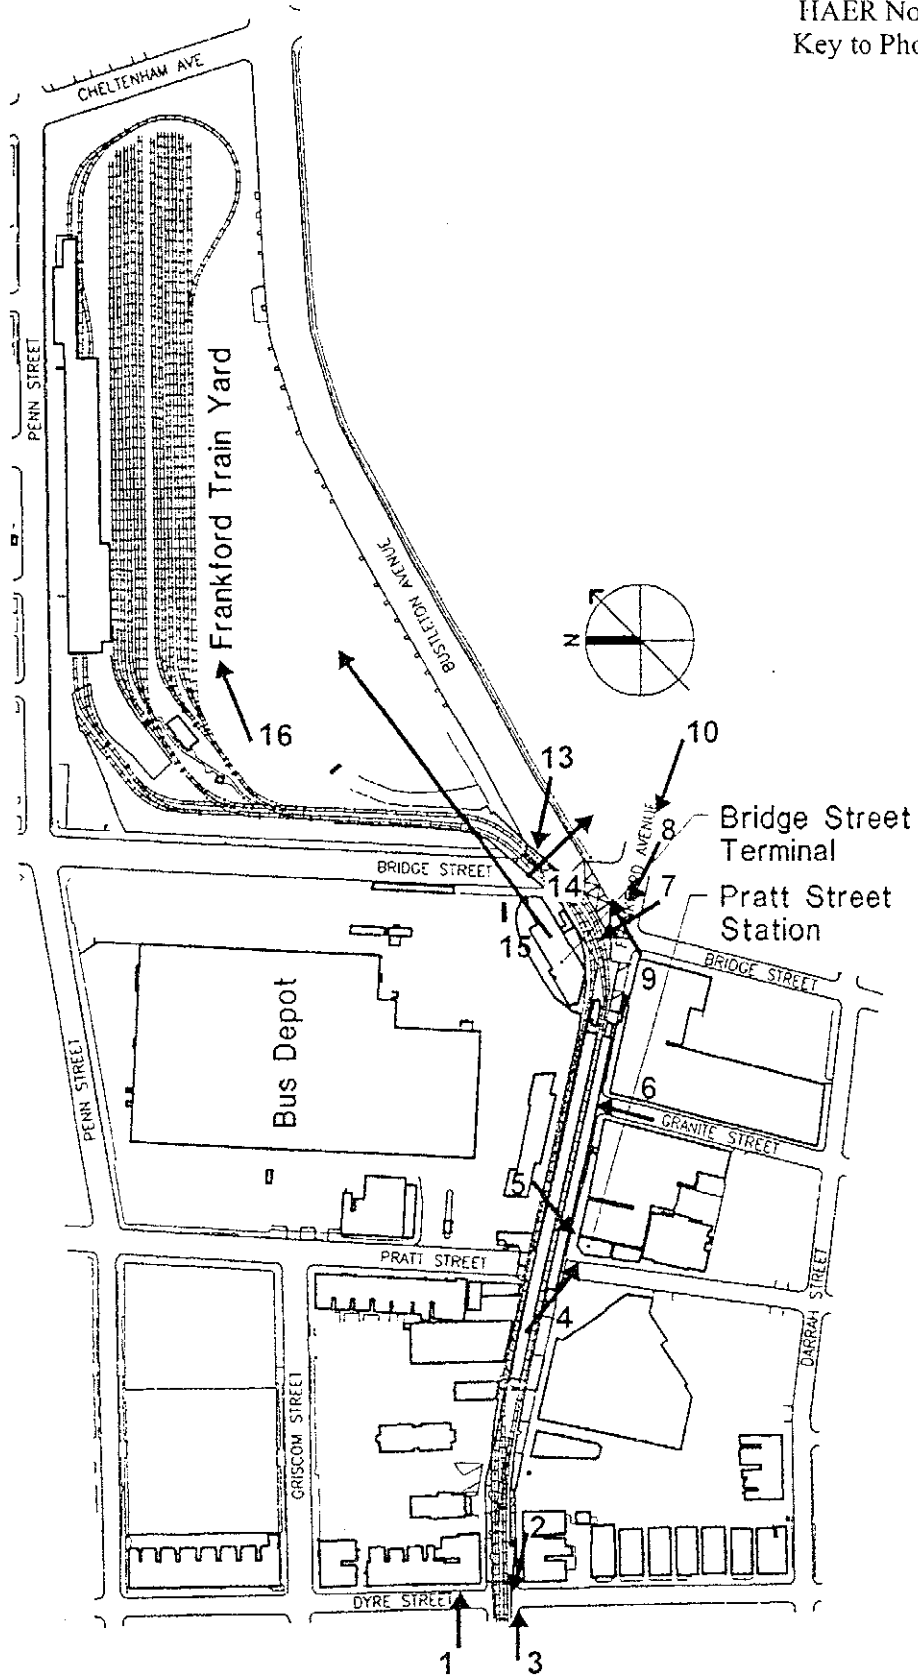 HAER No
Key to Pho
CHELTENHAM AVE
PENN STREET
Frankford Train Yard
BUSTLETON AVENUE
N
16
13
10
8
Bridge Street
Terminal
7
Pratt Street
Station
BRIDGE STREET
14
15
9
BRIDGE STREET
AVENUE
Bus Depot
PENN STREET
6
GRANITE STREET
5
PRATT STREET
4
DARRAH STREET
GRISCOM STREET
2
DYRE STREET
1
3